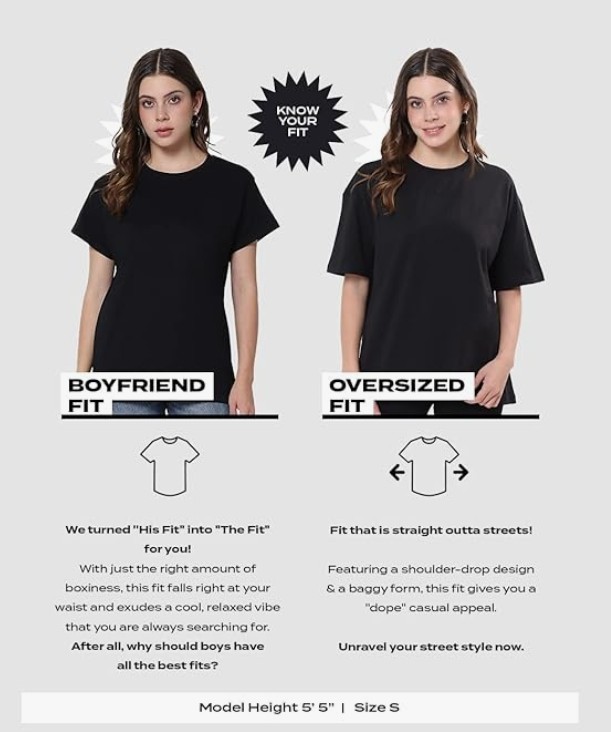 KNOW
YOUR
FIT
BOYFRIEND
FIT
We turned "His Fit" into "The Fit"
for you!
With just the right amount of
boxiness, this fit falls right at your
waist and exudes a cool, relaxed vibe
that you are always searching for.
After all, why should boys have
all the best fits?
OVERSIZED
FIT
Fit that is straight outta streets!
Featuring a shoulder-drop design
& a baggy form, this fit gives you a
"dope" casual appeal.
Unravel your street style now.
Model Height 5' 5" | Size S